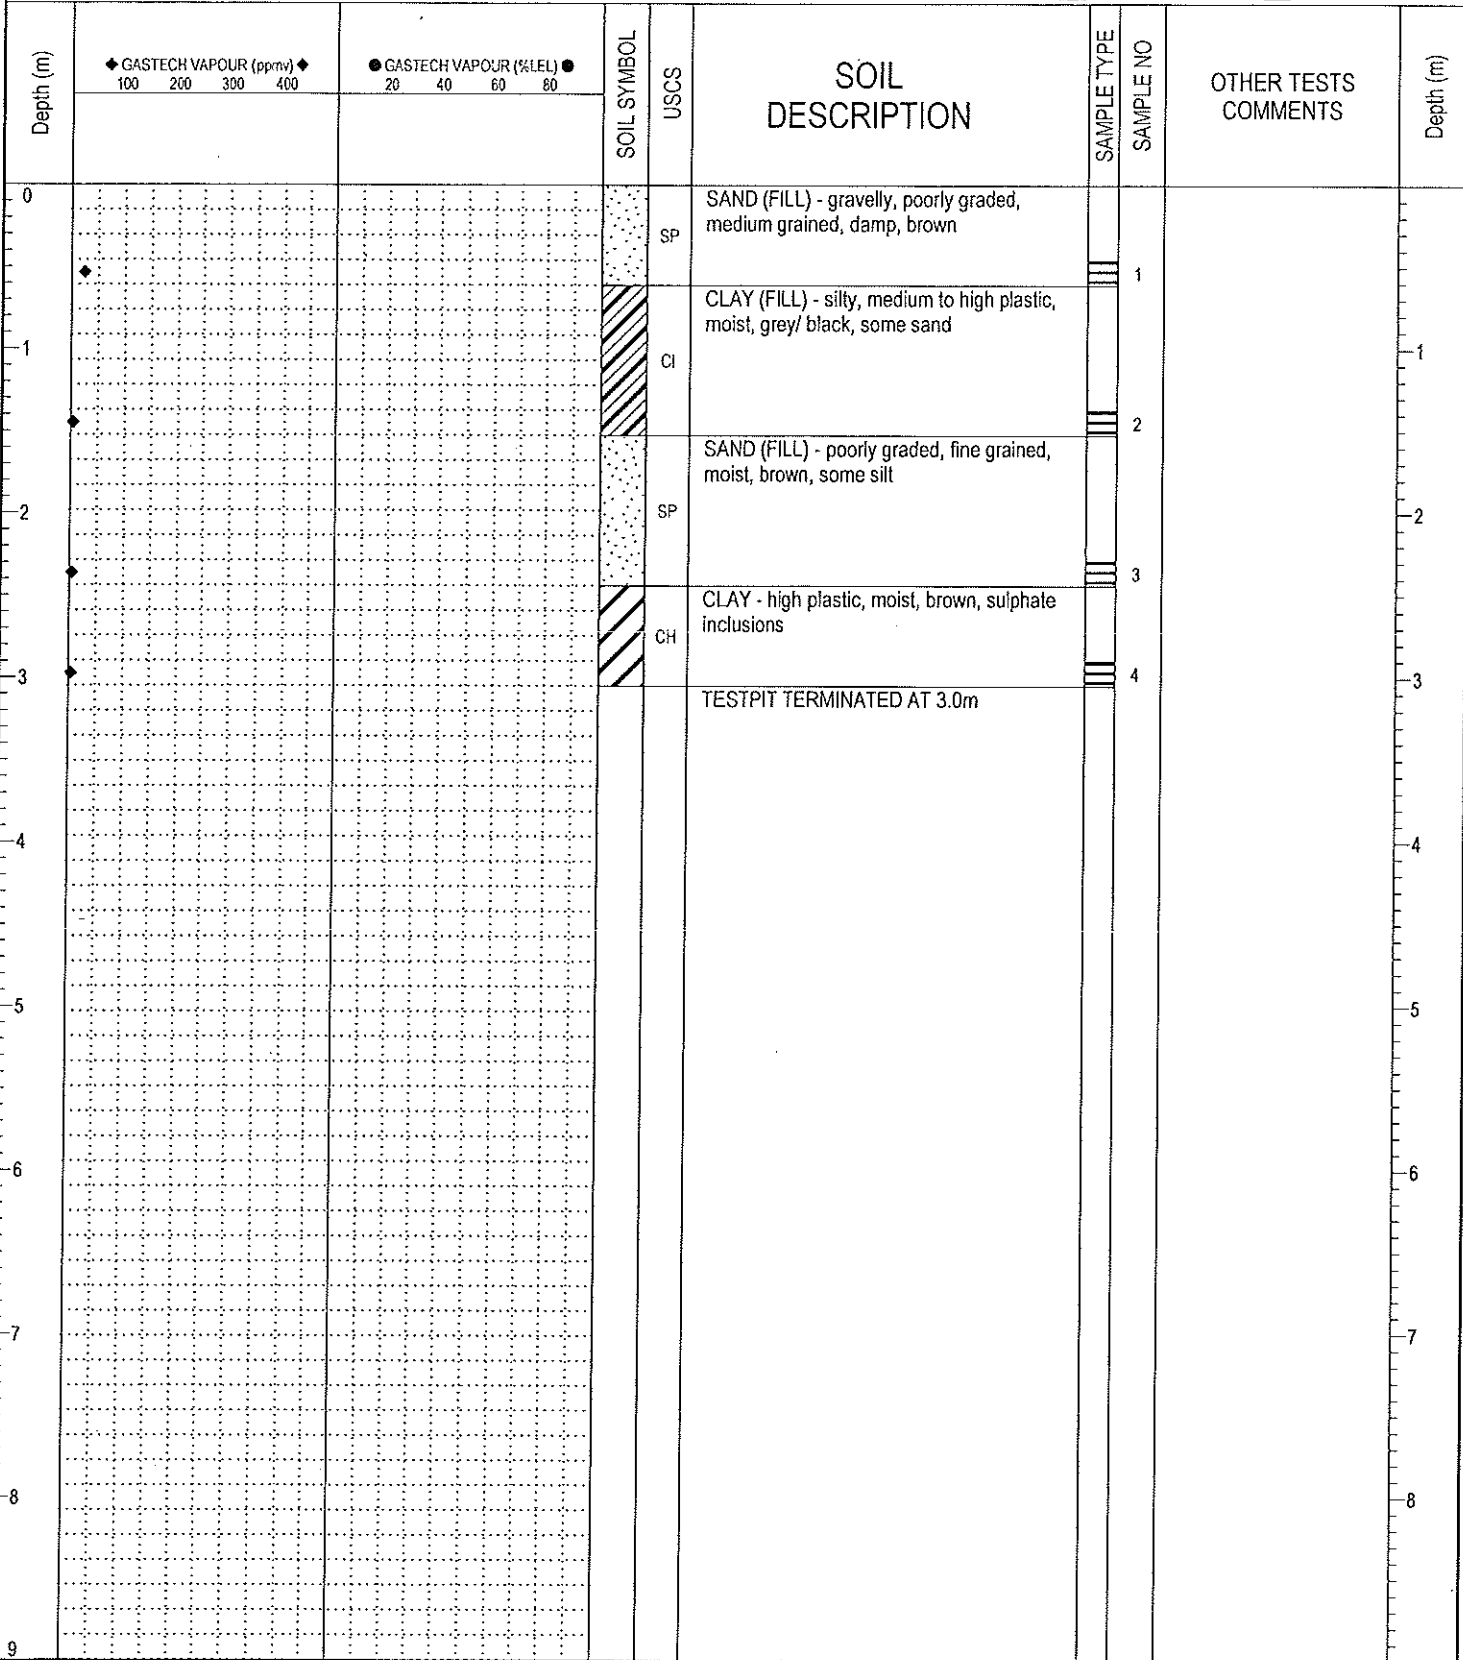 Depth (m)
◆ GASTECH VAPOUR (ppmv) ◆
100 200 300 400
● GASTECH VAPOUR (%LEL) ●
20 40 60 80
SOIL SYMBOL
USCS
SOIL
DESCRIPTION
SAMPLE TYPE
SAMPLE NO
OTHER TESTS
COMMENTS
Depth (m)
0
SP
SAND (FILL) - gravelly, poorly graded,
medium grained, damp, brown
1
CLAY (FILL) - silty, medium to high plastic,
moist, grey/ black, some sand
1
CI
1
2
SAND (FILL) - poorly graded, fine grained,
moist, brown, some silt
2
SP
2
3
CLAY - high plastic, moist, brown, sulphate
inclusions
CH
3
4
3
TESTPIT TERMINATED AT 3.0m
4
4
5
5
6
6
7
7
8
8
9